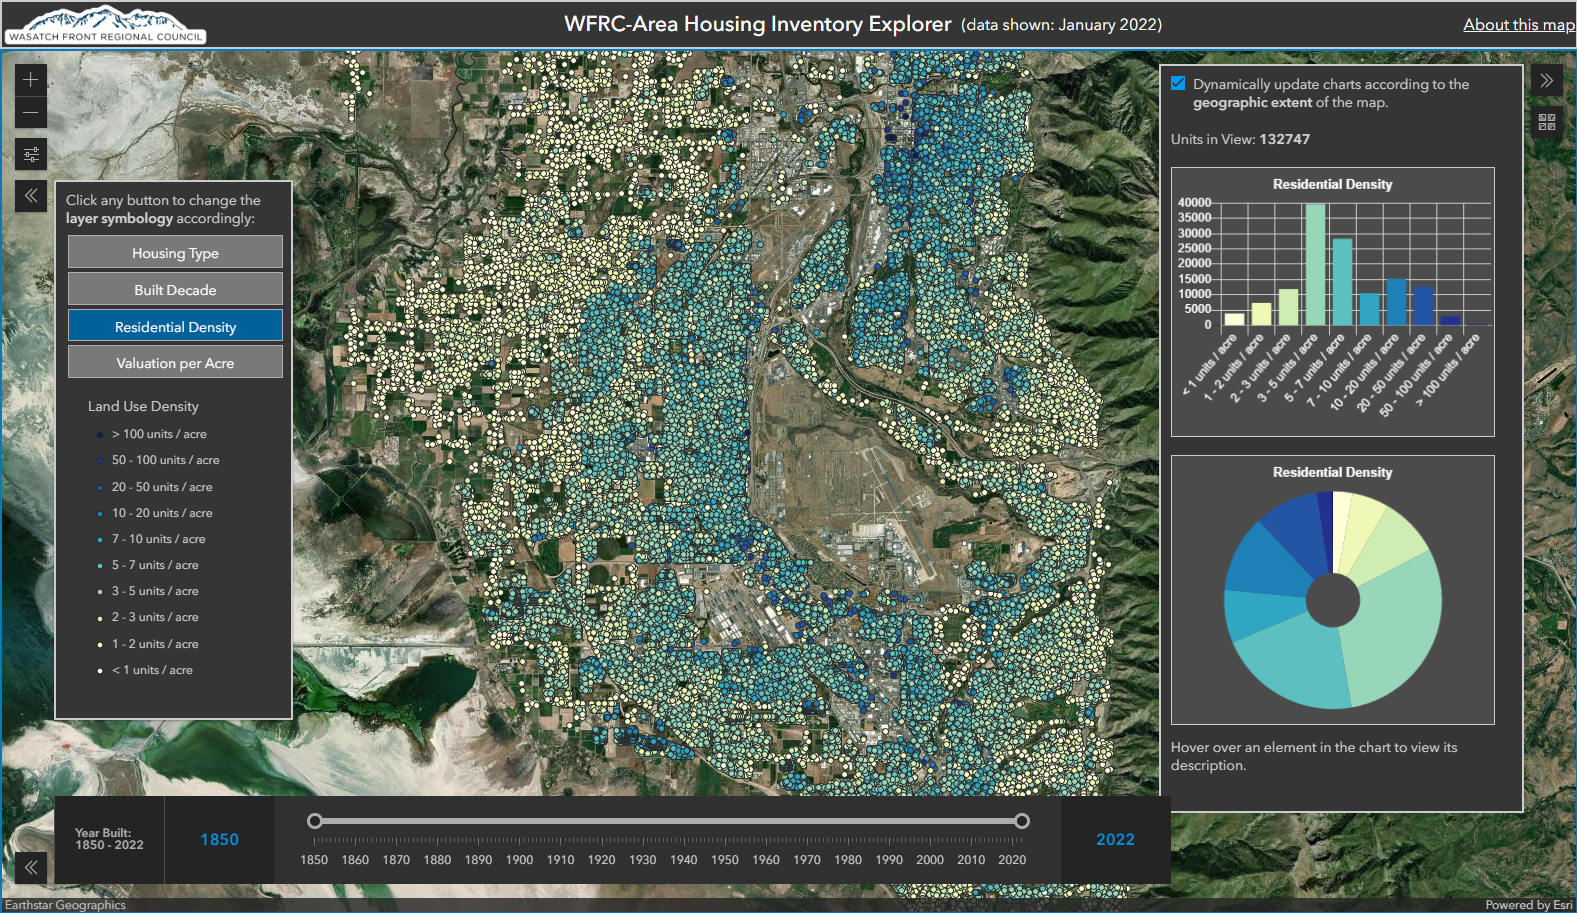 WASATCH FRONT REGIONAL COUNCIL
WFRC-Area Housing Inventory Explorer (data shown: January 2022)
About this map
Click any button to change the
layer symbology accordingly:
Housing Type
Built Decade
Residential Density
Valuation per Acre
Land Use Density
> 100 units / acre
50 - 100 units / acre
20 - 50 units / acre
10 - 20 units / acre
7 - 10 units / acre
5 - 7 units / acre
3 - 5 units / acre
2 - 3 units / acre
1 - 2 units / acre
< 1 units / acre
Dynamically update charts according to the
geographic extent of the map.
Units in View: 132747
Residential Density
40000
35000
30000
25000
20000
15000
10000
5000
0
< 1 units / acre
1 - 2 units / acre
2 - 3 units / acre
3 - 5 units / acre
5 - 7 units / acre
7 - 10 units / acre
10 - 20 units / acre
20 - 50 units / acre
50 - 100 units / acre
> 100 units / acre
Residential Density
Hover over an element in the chart to view its
description.
Year Built:
1850 - 2022
1850
1850 1860 1870 1880 1890 1900 1910 1920 1930 1940 1950 1960 1970 1980 1990 2000 2010 2020
2022
Earthstar Geographics
Powered by Esri